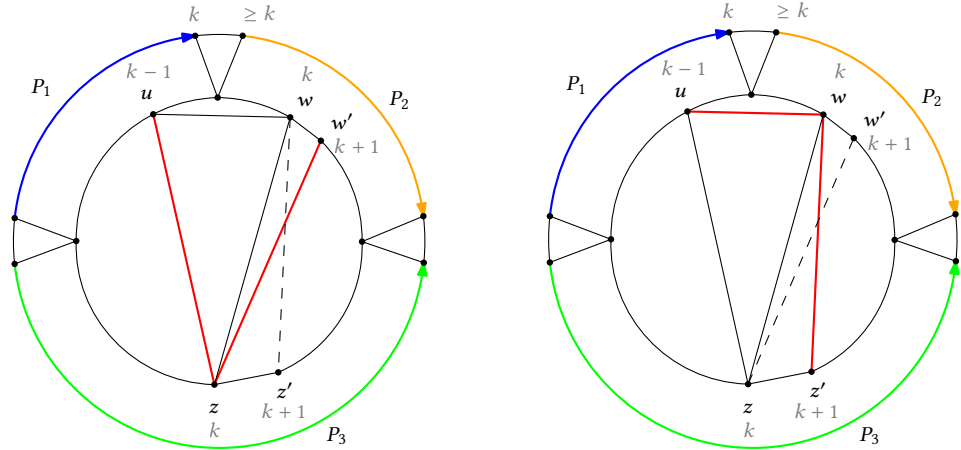 k ≥ k k ≥ k
k − 1 k k − 1 k
P₁ u w P₂ P₁ u w P₂
w′ w′
k + 1 k + 1
z z′ z z′
k k + 1 k k + 1
P₃ P₃